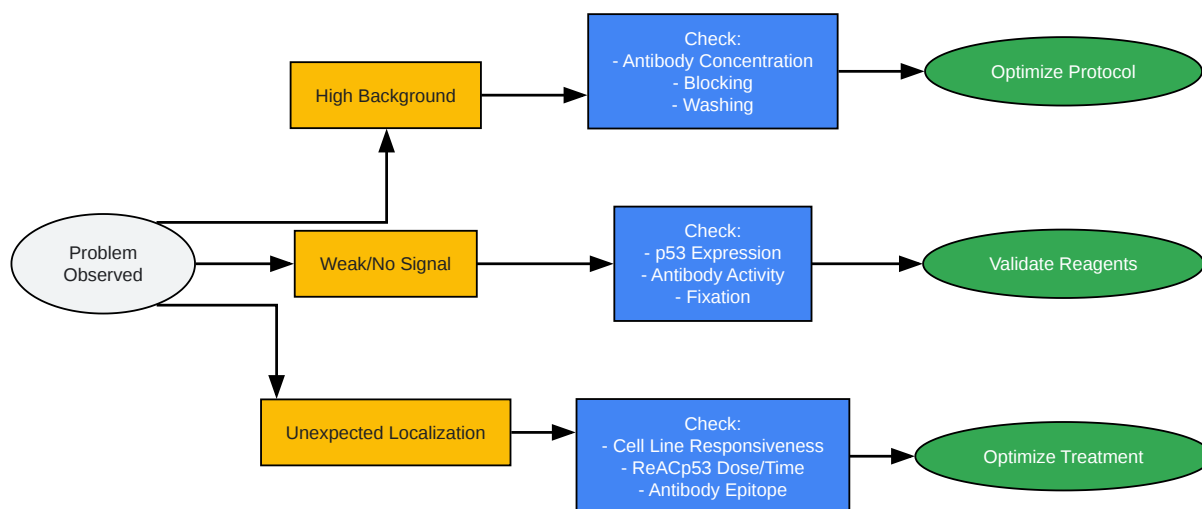 Problem
Observed
High Background
Check:
- Antibody Concentration
- Blocking
- Washing
Optimize Protocol
Weak/No Signal
Check:
- p53 Expression
- Antibody Activity
- Fixation
Validate Reagents
Unexpected Localization
Check:
- Cell Line Responsiveness
- ReACp53 Dose/Time
- Antibody Epitope
Optimize Treatment